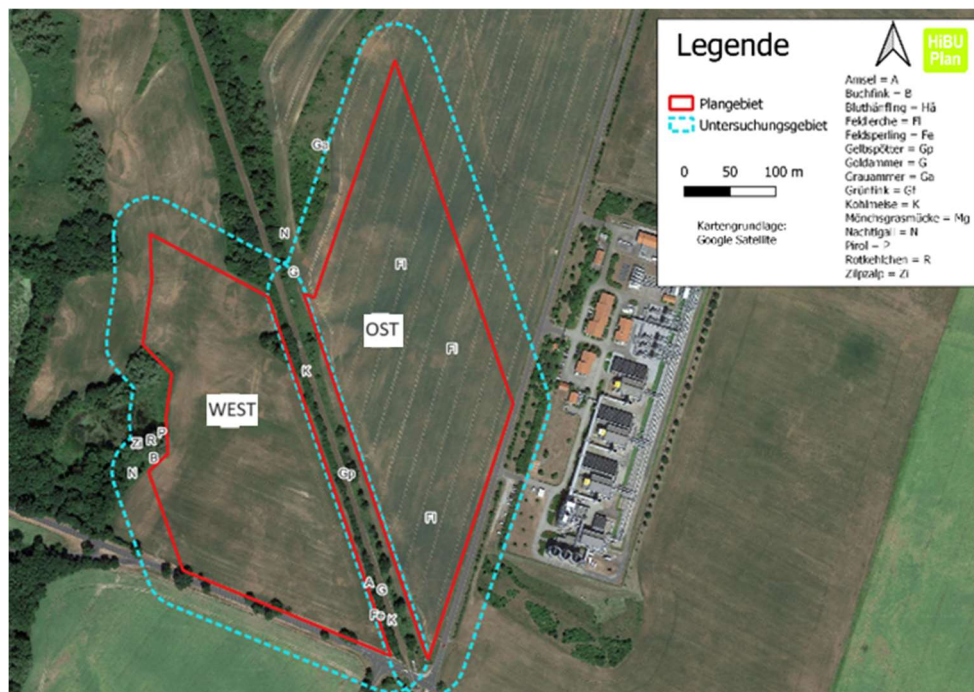 Legende
HiBU
Plan
Plangebiet
Untersuchungsgebiet
0 50 100 m
Kartengrundlage:
Google Satellite
Amsel = A
Buchfink = B
Bluthänfling = Hä
Feldlerche = Fl
Feldsperling = Fe
Gelbspötter = Gp
Goldammer = G
Grauammer = Ga
Grünfink = Gf
Kohlmeise = K
Mönchsgrasmücke = Mg
Nachtigall = N
Pirol = P
Rotkehlchen = R
Zilpzalp = Zi
Ga
N
G
Fl
OST
Fl
K
WEST
P
R
Zi
B
N
Gp
Fl
A
G
Fe
K